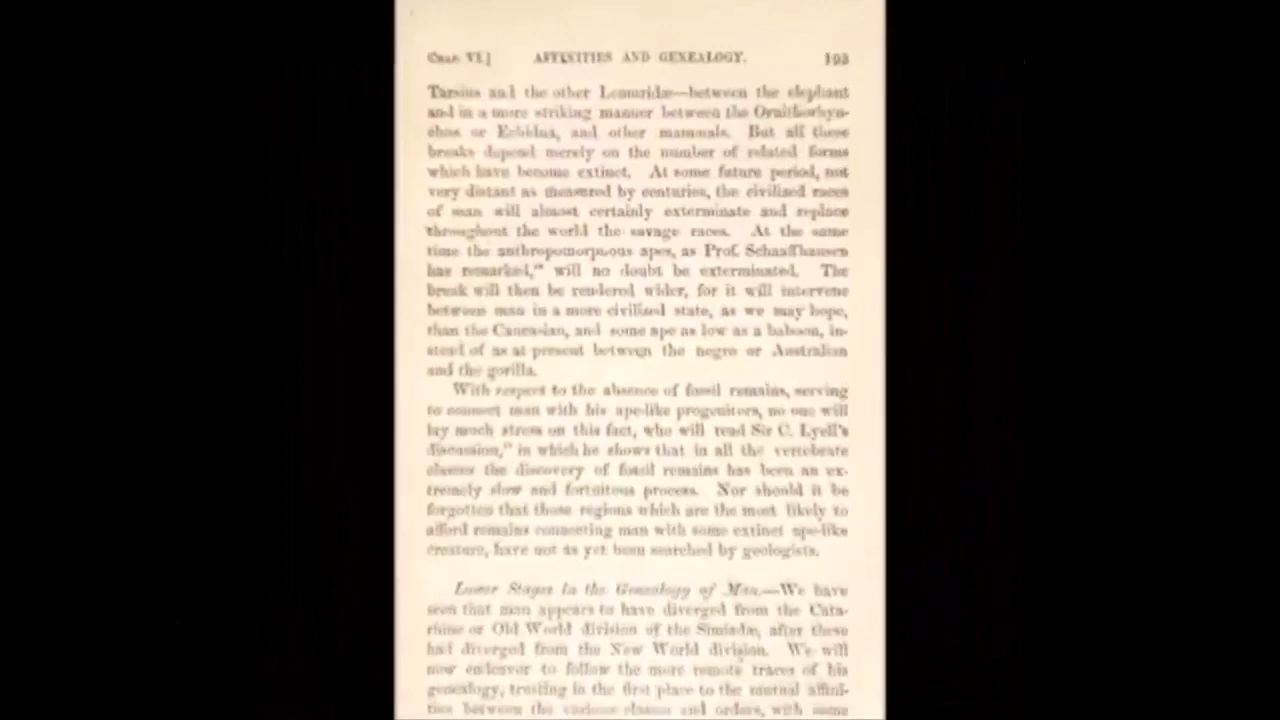 CHAP. VI.] AFFINITIES AND GENEALOGY. 193
Tarsius and the other Lemuridæ—between the elephant
and in a more striking manner between the Ornithorhyn-
chus or Echidna, and other mammals. But all these
breaks depend merely on the number of related forms
which have become extinct. At some future period, not
very distant as measured by centuries, the civilized races
of man will almost certainly exterminate and replace
throughout the world the savage races. At the same
time the anthropomorphous apes, as Prof. Schaaffhausen
has remarked,” will no doubt be exterminated. The
break will then be rendered wider, for it will intervene
between man in a more civilized state, as we may hope,
than the Caucasian, and some ape as low as a baboon, in-
stead of as at present between the negro or Australian
and the gorilla.
With respect to the absence of fossil remains, serving
to connect man with his ape-like progenitors, no one will
lay much stress on this fact, who will read Sir C. Lyell's
discussion,” in which he shows that in all the vertebrate
classes the discovery of fossil remains has been an ex-
tremely slow and fortuitous process. Nor should it be
forgotten that those regions which are the most likely to
afford remains connecting man with some extinct ape-like
creature, have not as yet been searched by geologists.
Lower Stages in the Genealogy of Man.—We have
seen that man appears to have diverged from the Cata-
rhine or Old World division of the Simiadæ, after these
had diverged from the New World division. We will
now endeavor to follow the more remote traces of his
genealogy, trusting in the first place to the mutual affini-
ties between the various classes and orders, with some